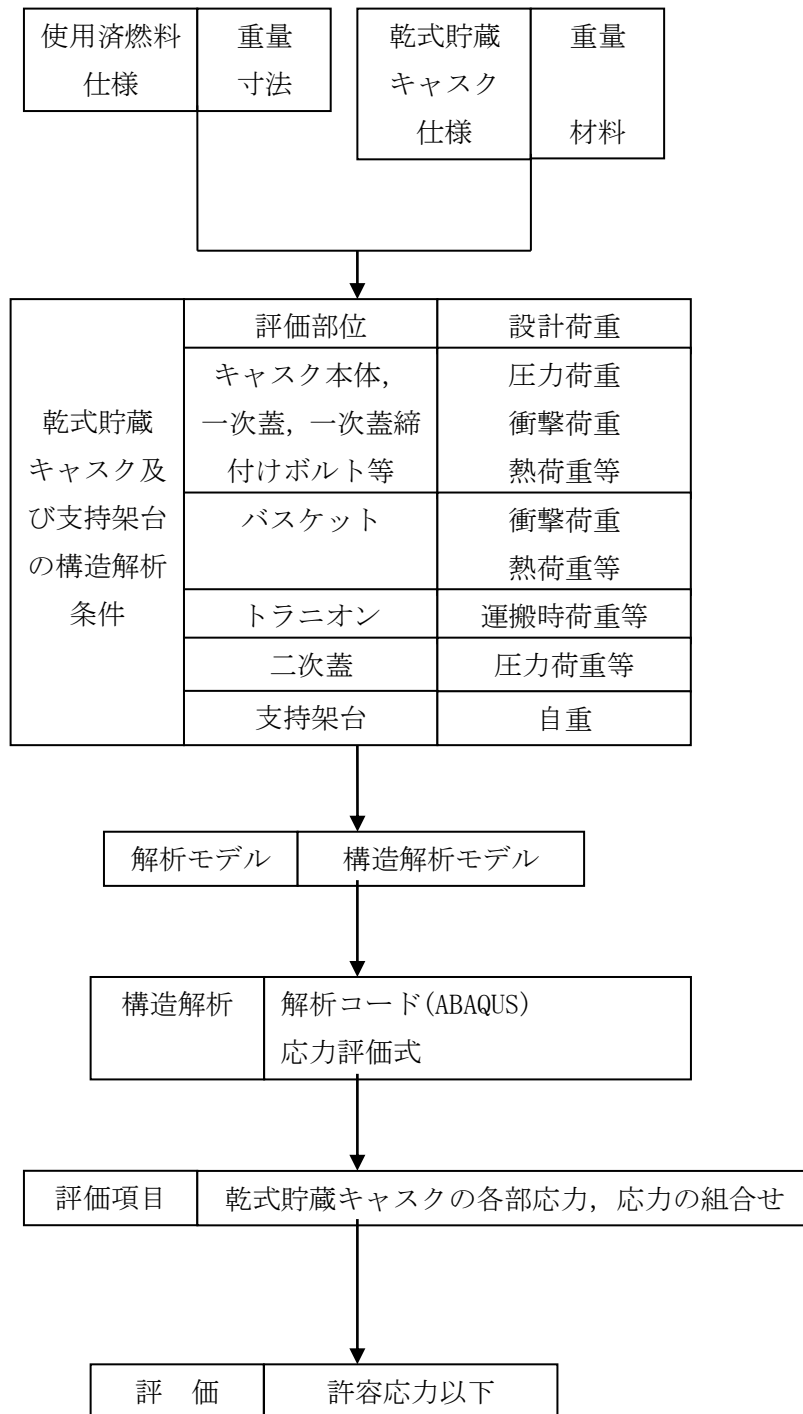 使用済燃料
仕様
重量
寸法
乾式貯蔵
キャスク
仕様
重量
材料
乾式貯蔵
キャスク及
び支持架台
の構造解析
条件
評価部位
設計荷重
キャスク本体，
一次蓋，一次蓋締
付けボルト等
圧力荷重
衝撃荷重
熱荷重等
バスケット
衝撃荷重
熱荷重等
トラニオン
運搬時荷重等
二次蓋
圧力荷重等
支持架台
自重
解析モデル
構造解析モデル
構造解析
解析コード(ABAQUS)
応力評価式
評価項目
乾式貯蔵キャスクの各部応力，応力の組合せ
評　価
許容応力以下